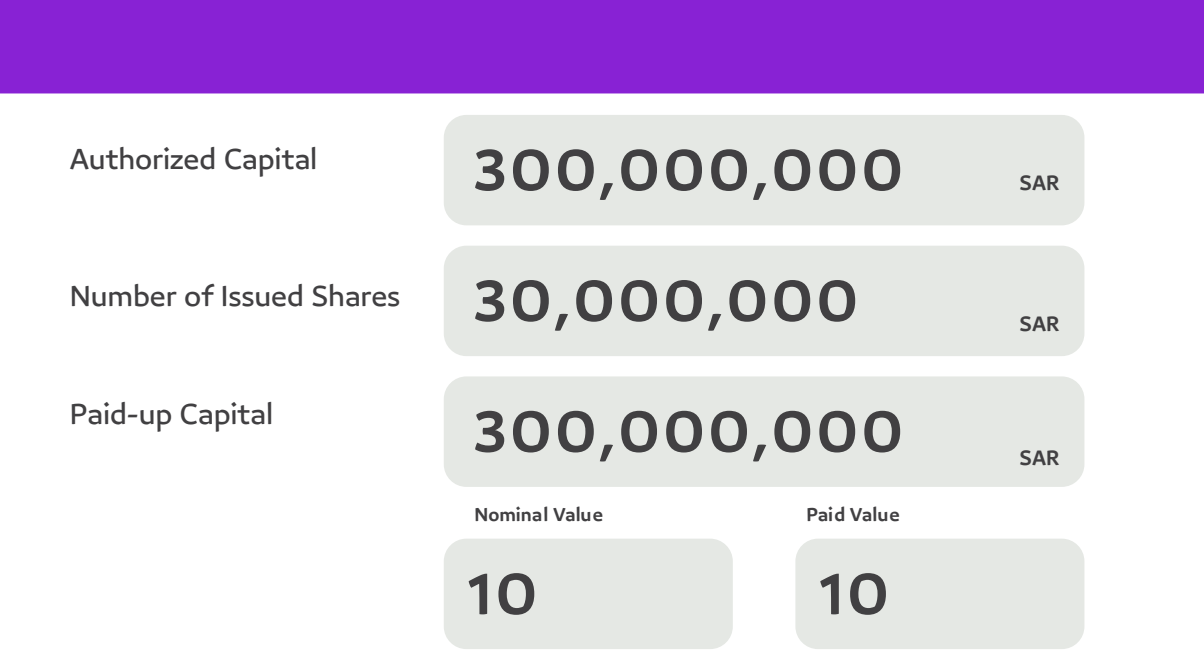 Authorized Capital 300,000,000 SAR
Number of Issued Shares 30,000,000 SAR
Paid-up Capital 300,000,000 SAR
Nominal Value Paid Value
10 10